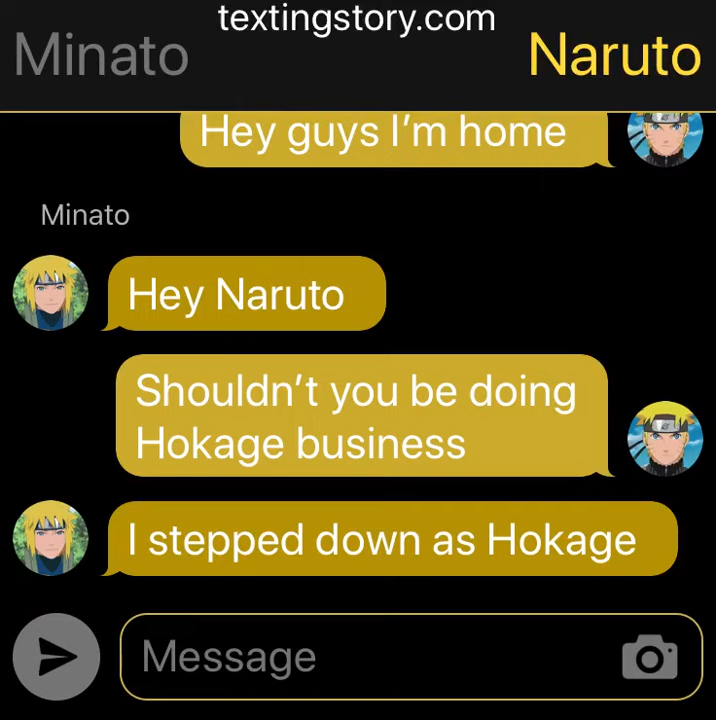 textingstory.com
Minato
Naruto
Hey guys I'm home
Minato
Hey Naruto
Shouldn't you be doing
Hokage business
I stepped down as Hokage
Message